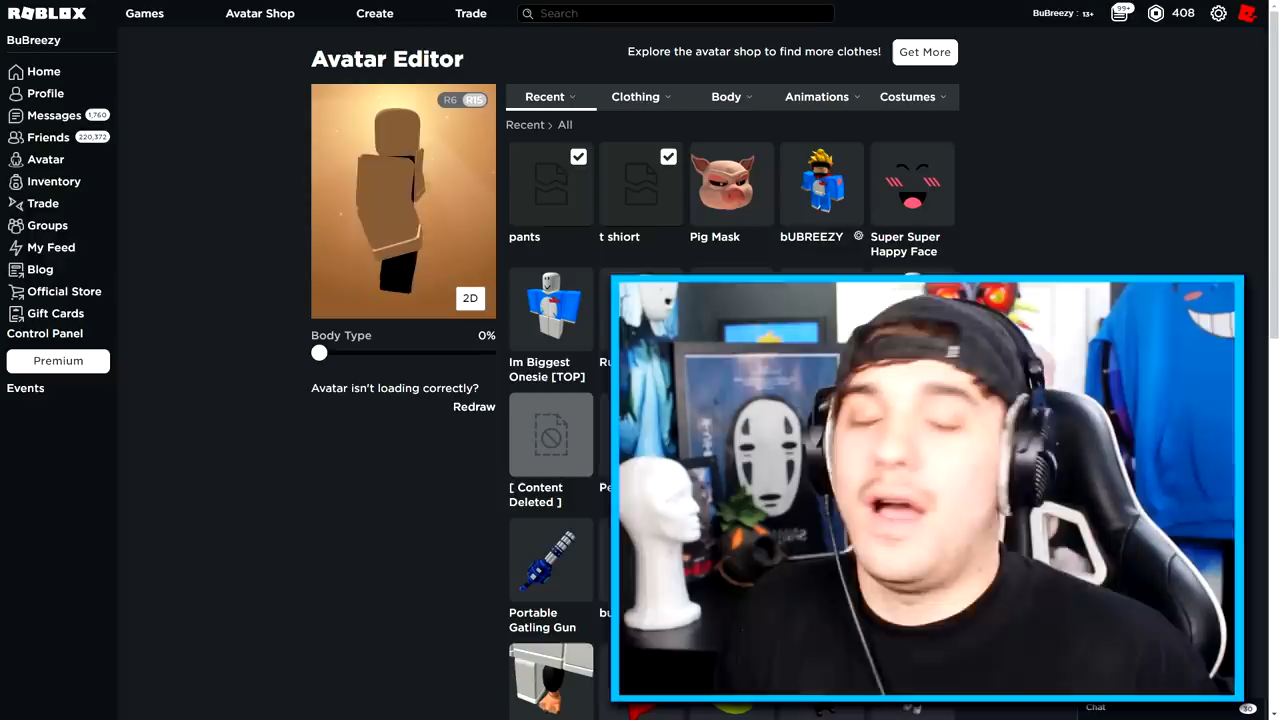 ROBLOX
Games
Avatar Shop
Create
Trade
Search
BuBreezy : 13+
99+
408
BuBreezy
Home
Profile
Messages 1,760
Friends 220,372
Avatar
Inventory
Trade
Groups
My Feed
Blog
Official Store
Gift Cards
Control Panel
Premium
Events
Avatar Editor
Explore the avatar shop to find more clothes!
Get More
R6 R15
2D
Body Type 0%
Avatar isn't loading correctly?
Redraw
Recent
Clothing
Body
Animations
Costumes
Recent > All
pants
t shiort
Pig Mask
bUBREEZY
Super Super
Happy Face
Im Biggest
Onesie [TOP]
Ru
[ Content
Deleted ]
Pe
Portable
Gatling Gun
bu
Chat
30